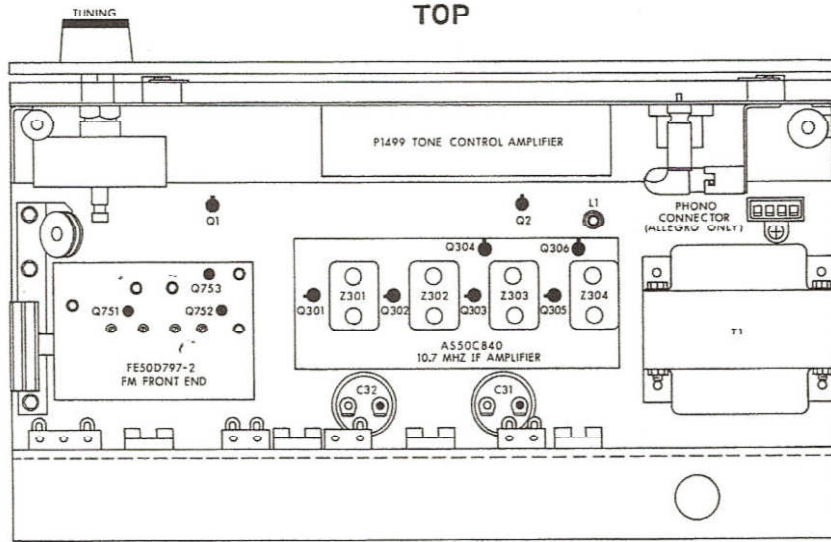 TOP
TUNING
P1499 TONE CONTROL AMPLIFIER
Q1
Q2
L1
PHONO
CONNECTOR
(ALLEGRO ONLY)
Q304
Q306
Q753
Q751
Q752
Q301
Z301
Q302
Z302
Q303
Z303
Q305
Z304
T1
AS50C840
10.7 MHZ IF AMPLIFIER
FE50D797-2
FM FRONT END
C32
C31